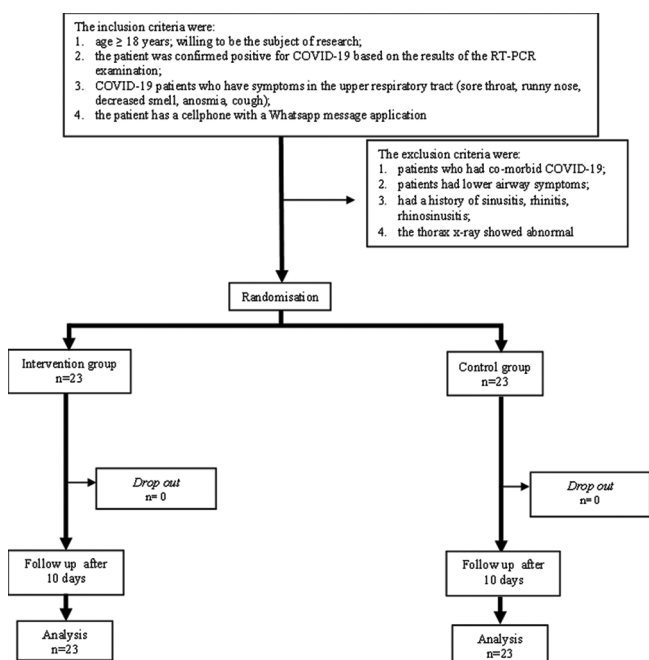 The inclusion criteria were:
1. age ≥ 18 years; willing to be the subject of research;
2. the patient was confirmed positive for COVID-19 based on the results of the RT-PCR
examination;
3. COVID-19 patients who have symptoms in the upper respiratory tract (sore throat, runny nose,
decreased smell, anosmia, cough);
4. the patient has a cellphone with a Whatsapp message application
The exclusion criteria were:
1. patients who had co-morbid COVID-19;
2. patients had lower airway symptoms;
3. had a history of sinusitis, rhinitis,
rhinosinusitis;
4. the thorax x-ray showed abnormal
Randomisation
Intervention group
n=23
Control group
n=23
Drop out
n= 0
Drop out
n= 0
Follow up after
10 days
Follow up after
10 days
Analysis
n=23
Analysis
n=23